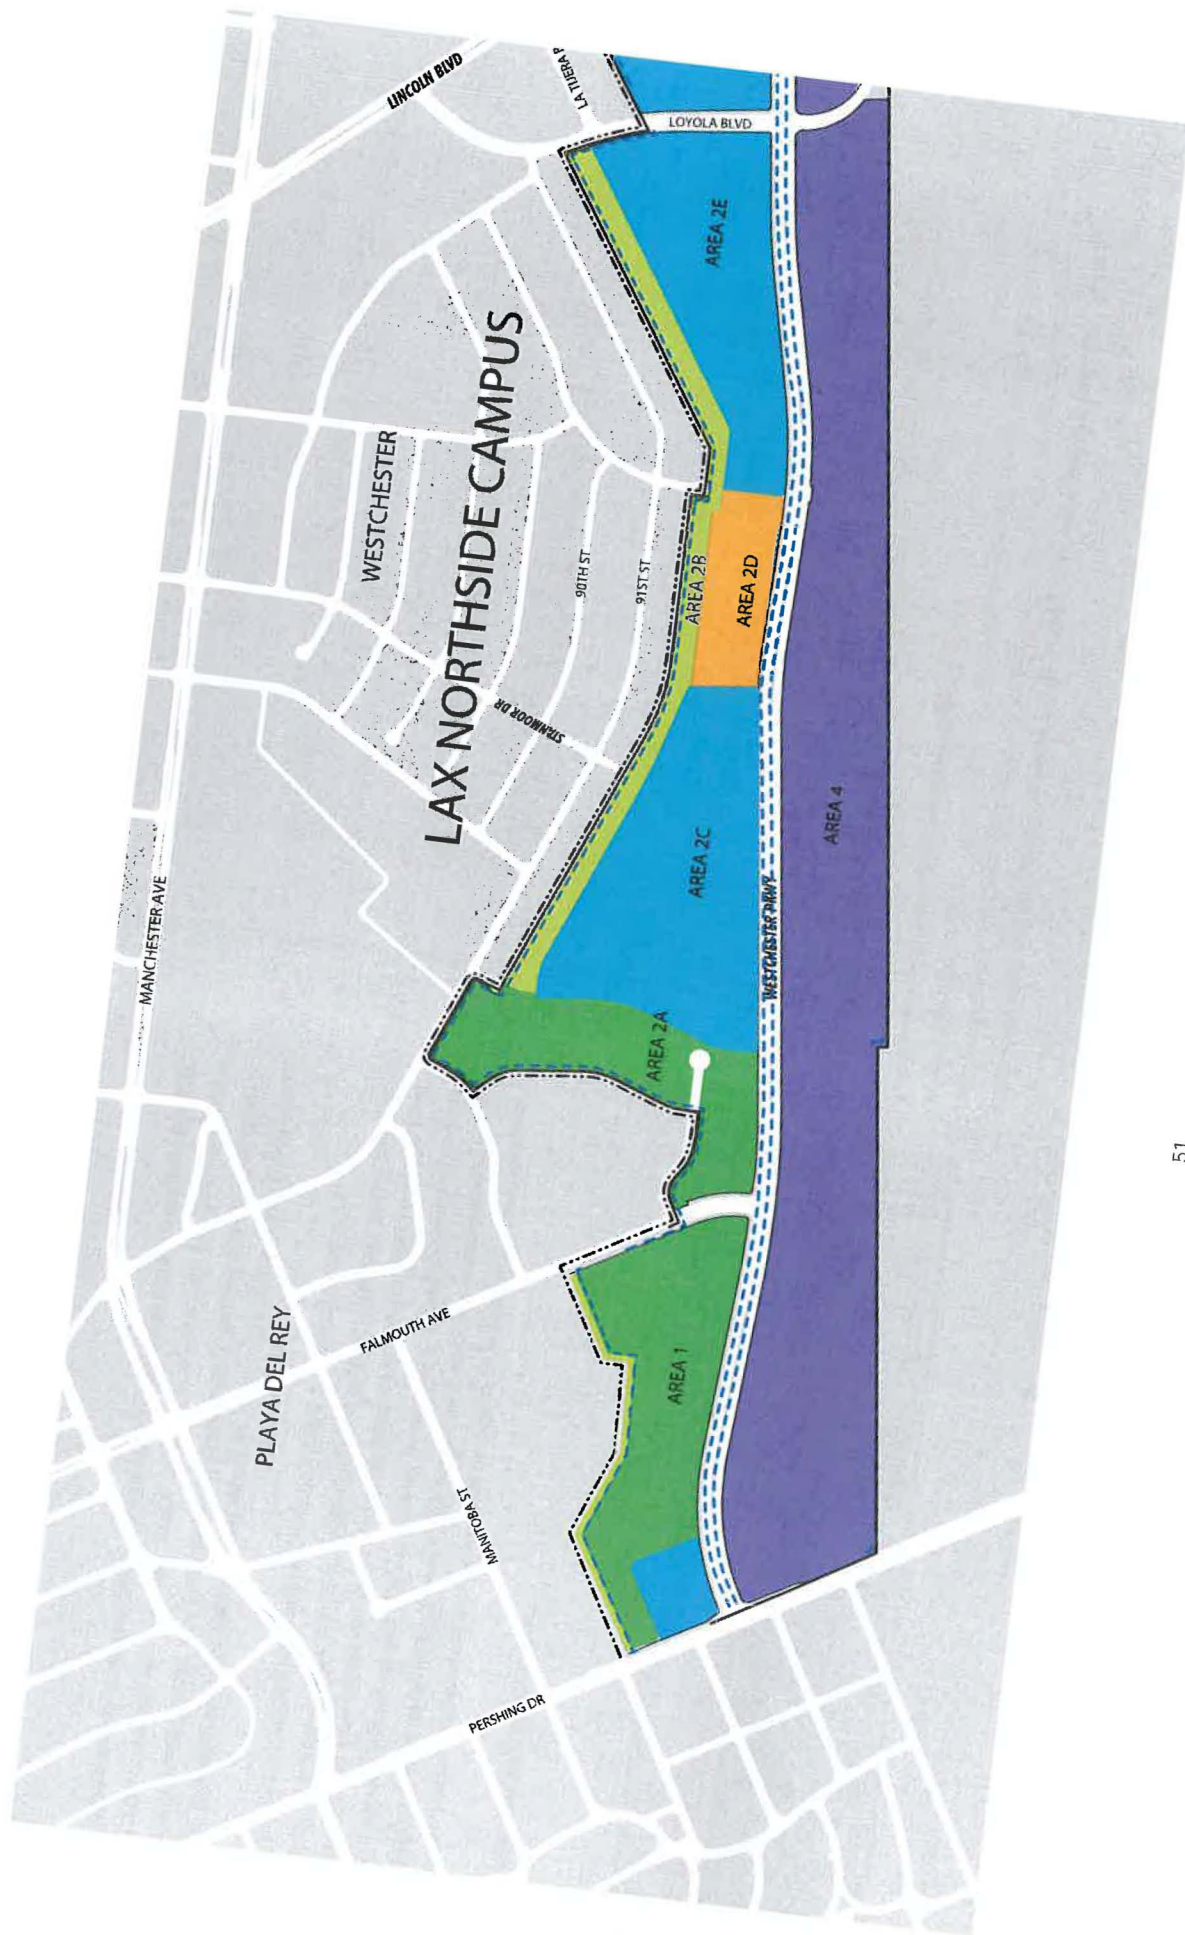 LINCOLN BLVD
LA TIJERA P
LOYOLA BLVD
MANCHESTER AVE
WESTCHESTER
LAX NORTHSIDE CAMPUS
90TH ST
91ST ST
STANMOOR DR
AREA 2E
AREA 2B
AREA 2D
AREA 2C
AREA 2A
WESTCHESTER PKWY
AREA 4
PLAYA DEL REY
FALMOUTH AVE
MANITOBA ST
AREA 1
PERSHING DR
51